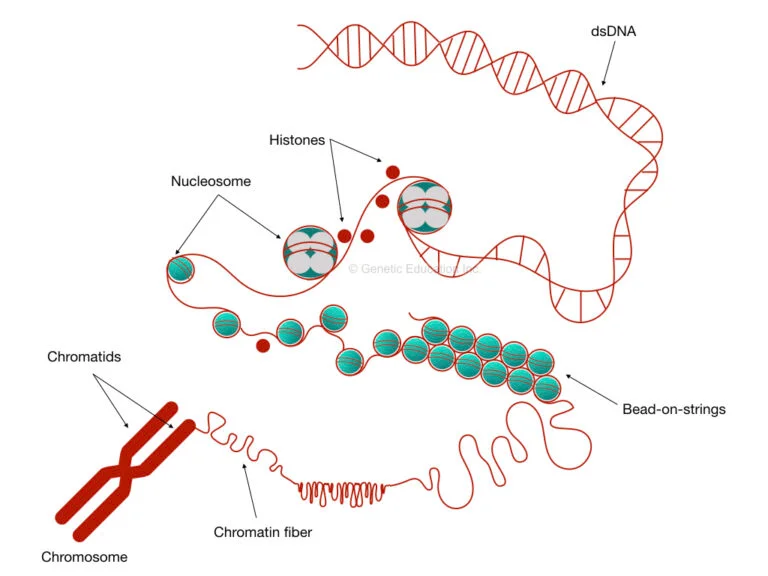 dsDNA
Histones
Nucleosome
© Genetic Education Inc.
Chromatids
Bead-on-strings
Chromatin fiber
Chromosome